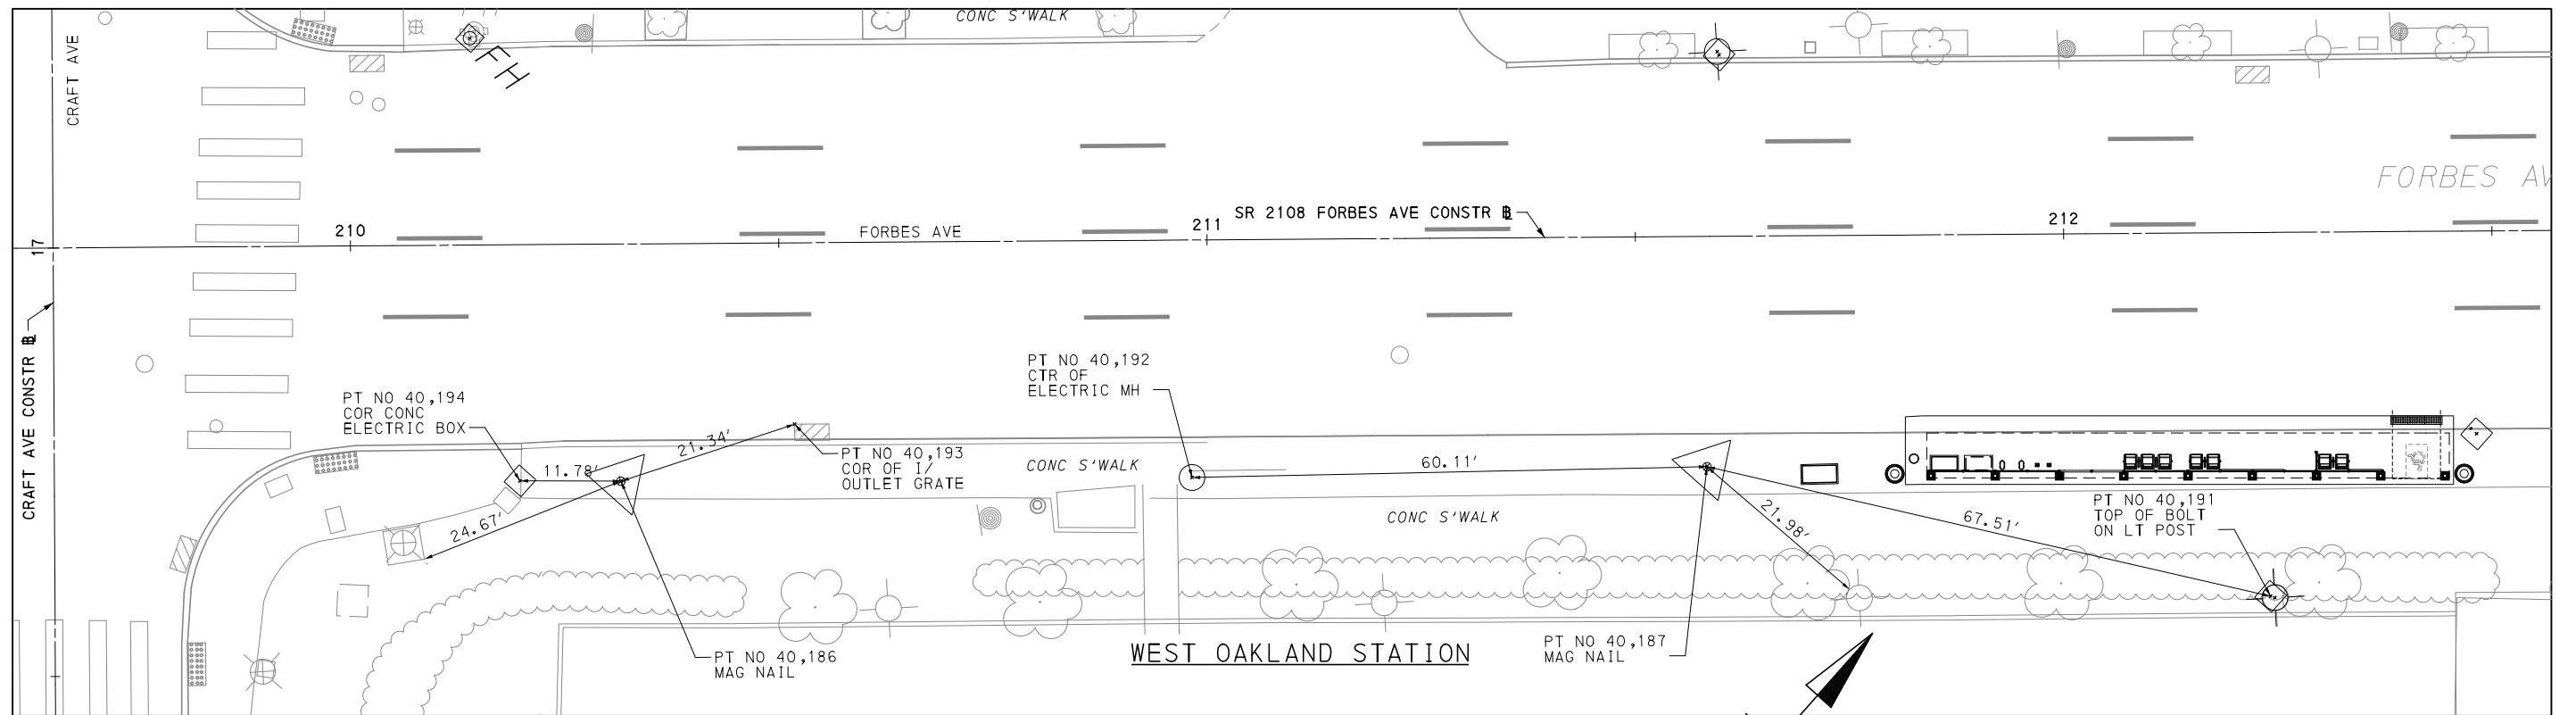 CONC S'WALK
CRAFT AVE
FH
FORBES AV
SR 2108 FORBES AVE CONSTR BL
210
FORBES AVE
211
212
17
CRAFT AVE CONSTR BL
PT NO 40,192
CTR OF
ELECTRIC MH
PT NO 40,194
COR CONC
ELECTRIC BOX
21.34'
11.78'
24.67'
PT NO 40,193
COR OF I/
OUTLET GRATE
CONC S'WALK
60.11'
CONC S'WALK
21.98'
67.51'
PT NO 40,191
TOP OF BOLT
ON LT POST
PT NO 40,186
MAG NAIL
WEST OAKLAND STATION
PT NO 40,187
MAG NAIL